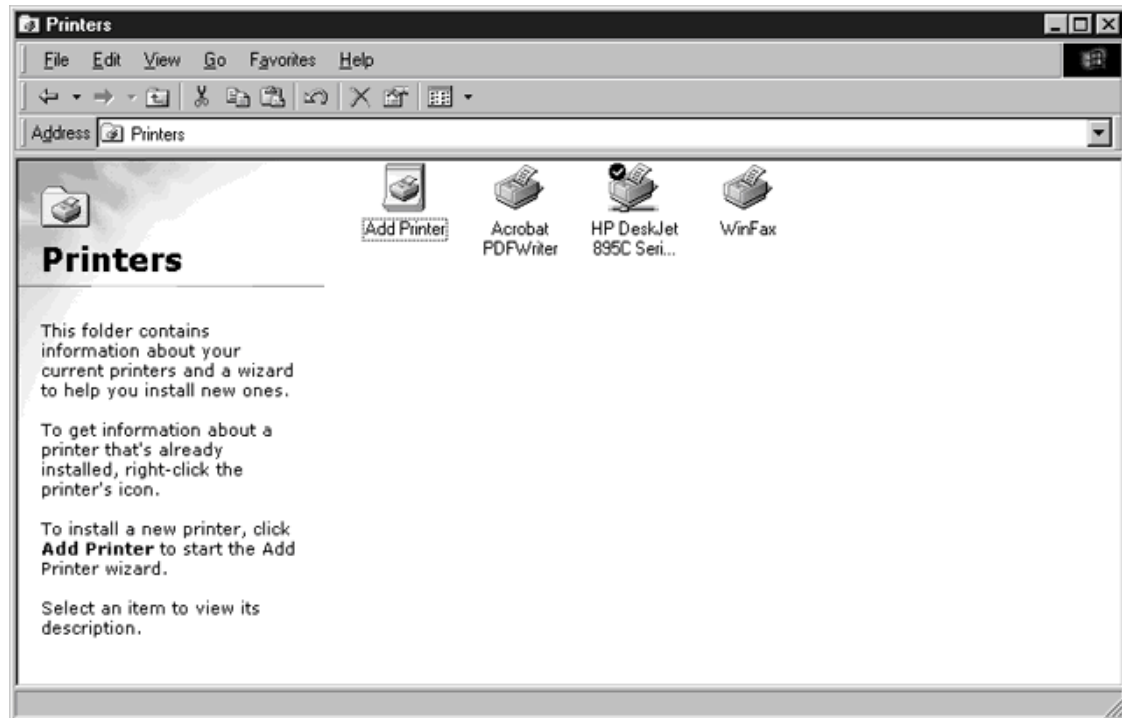 Printers
File Edit View Go Favorites Help
Address Printers
Add Printer
Acrobat
PDFWriter
HP DeskJet
895C Seri...
WinFax
Printers
This folder contains
information about your
current printers and a wizard
to help you install new ones.
To get information about a
printer that's already
installed, right-click the
printer's icon.
To install a new printer, click
Add Printer to start the Add
Printer wizard.
Select an item to view its
description.